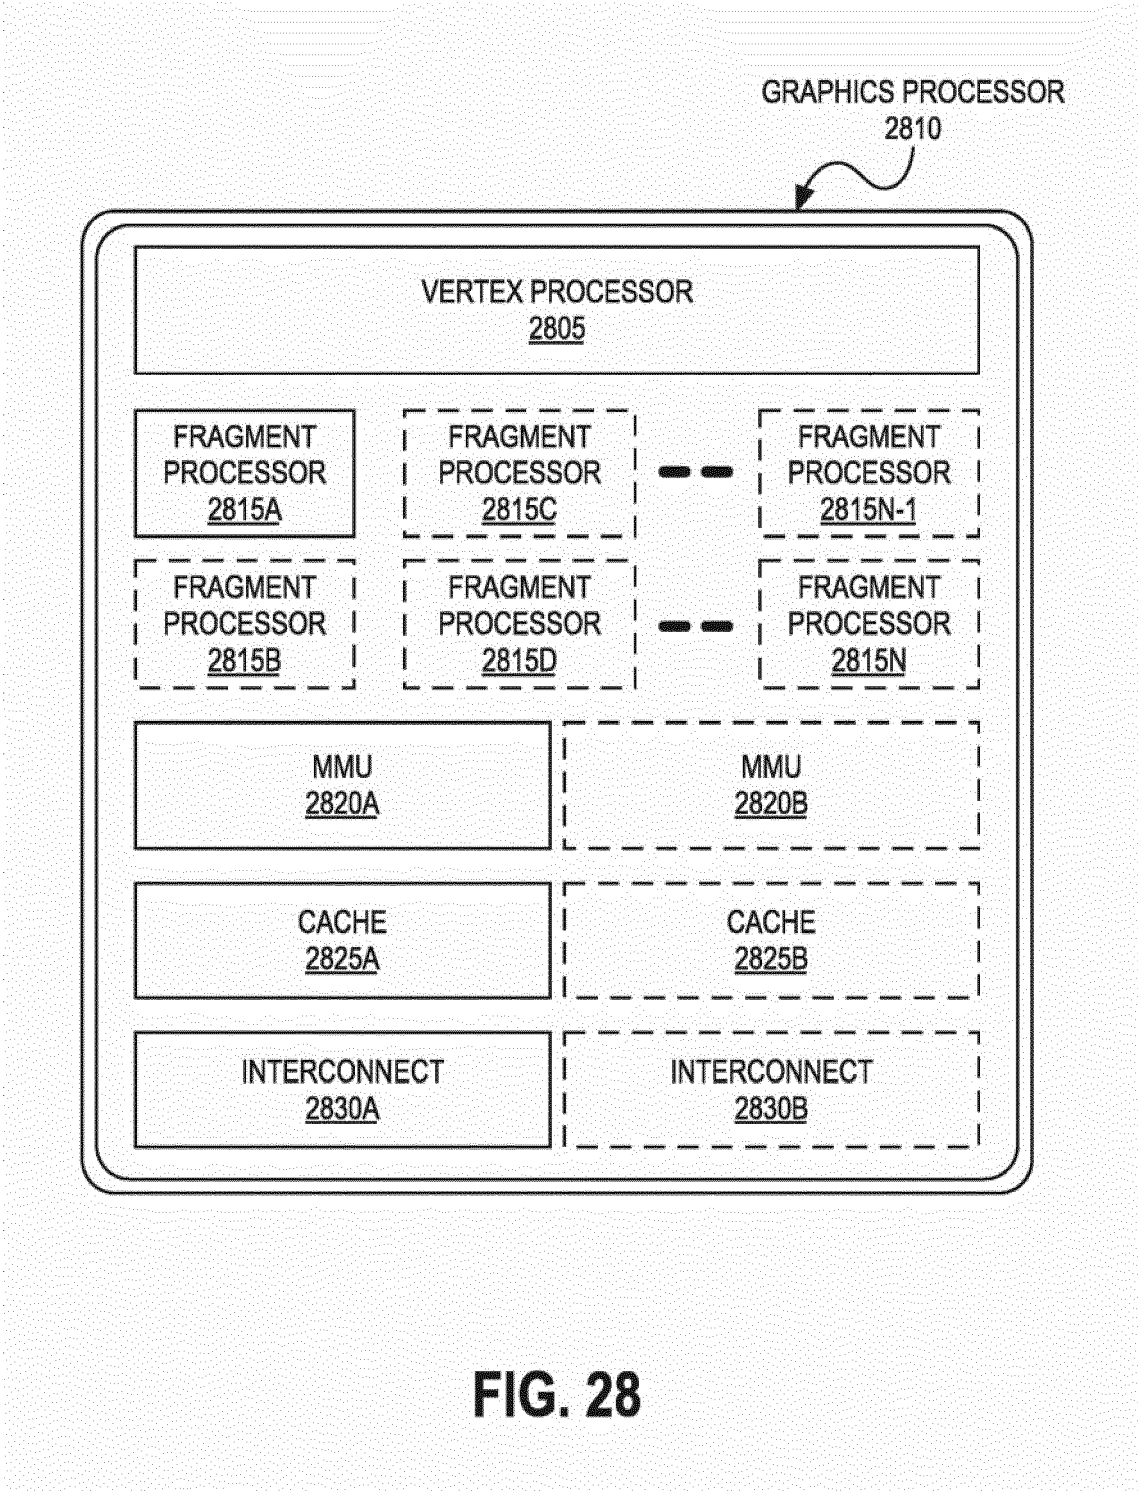 GRAPHICS PROCESSOR
2810
VERTEX PROCESSOR
2805
FRAGMENT
PROCESSOR
2815A
FRAGMENT
PROCESSOR
2815C
FRAGMENT
PROCESSOR
2815N-1
FRAGMENT
PROCESSOR
2815B
FRAGMENT
PROCESSOR
2815D
FRAGMENT
PROCESSOR
2815N
MMU
2820A
MMU
2820B
CACHE
2825A
CACHE
2825B
INTERCONNECT
2830A
INTERCONNECT
2830B
FIG. 28